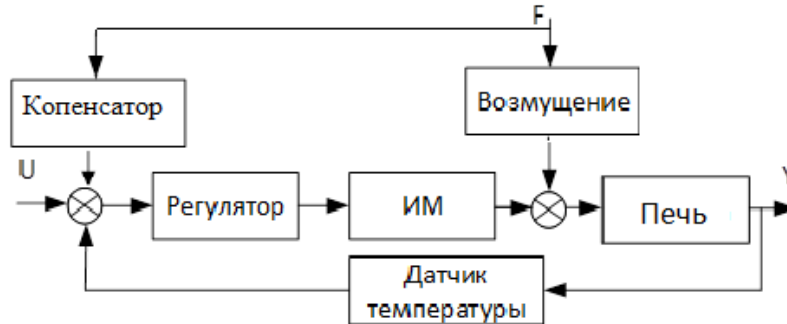 F
Копенсатор
Возмущение
U
Y
Регулятор
ИМ
Печь
Датчик
температуры